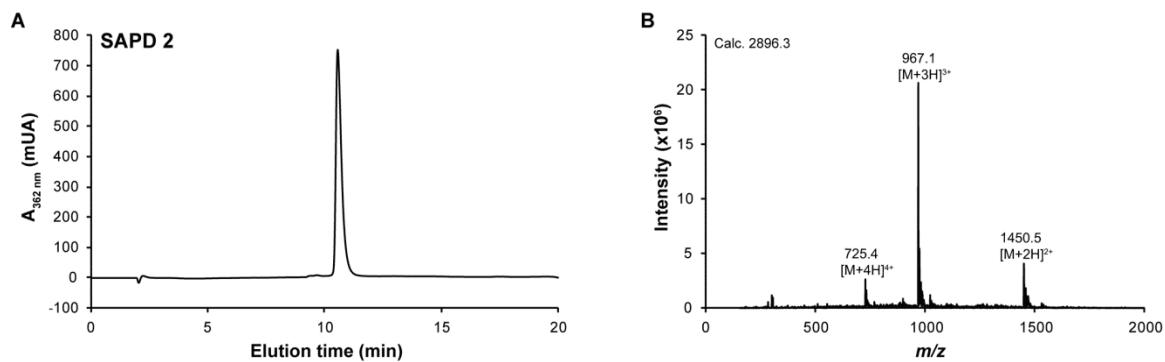 A
SAPD 2
A362 nm (mUA)
800
700
600
500
400
300
200
100
0
-100
0
5
10
15
20
Elution time (min)
B
Calc. 2896.3
967.1
[M+3H]3+
1450.5
[M+2H]2+
725.4
[M+4H]4+
Intensity (x10⁶)
25
20
15
10
5
0
0
500
1000
1500
2000
m/z